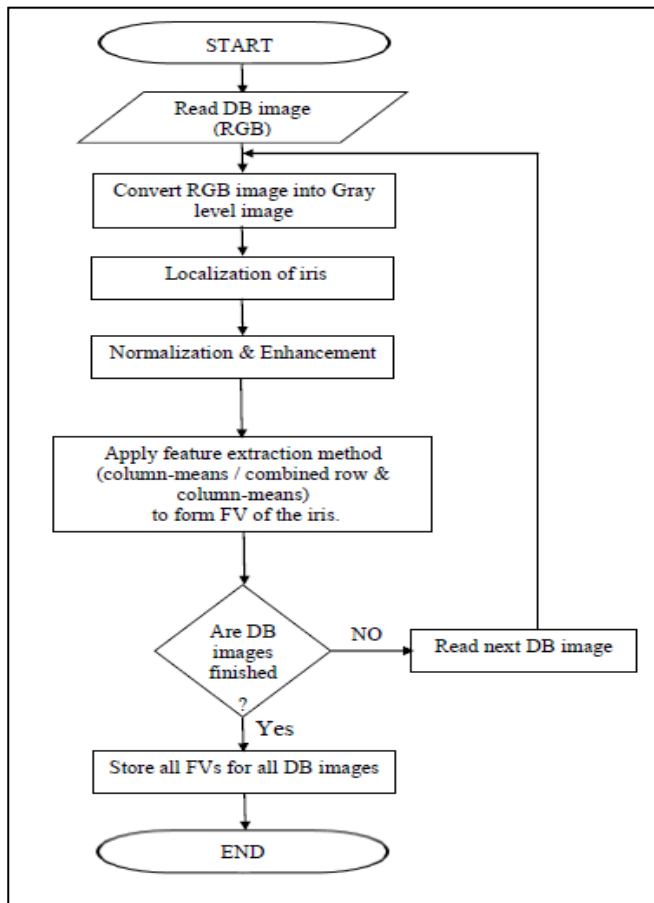 START
Read DB image
(RGB)
Convert RGB image into Gray
level image
Localization of iris
Normalization & Enhancement
Apply feature extraction method
(column-means / combined row &
column-means)
to form FV of the iris.
Are DB
images
finished
?
NO
Read next DB image
Yes
Store all FVs for all DB images
END